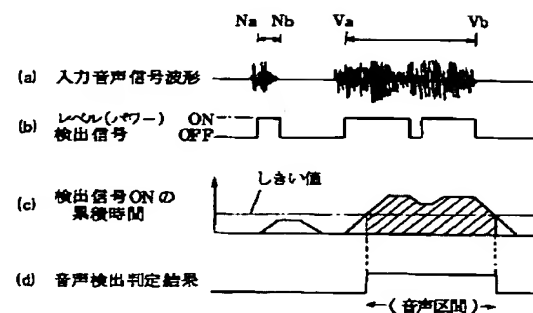 Na Nb Va Vb
(a) 入力音声信号波形
(b) レベル(パワー) ON
検出信号 OFF
しきい値
(c) 検出信号ONの
累積時間
(d) 音声検出判定結果
(音声区間)